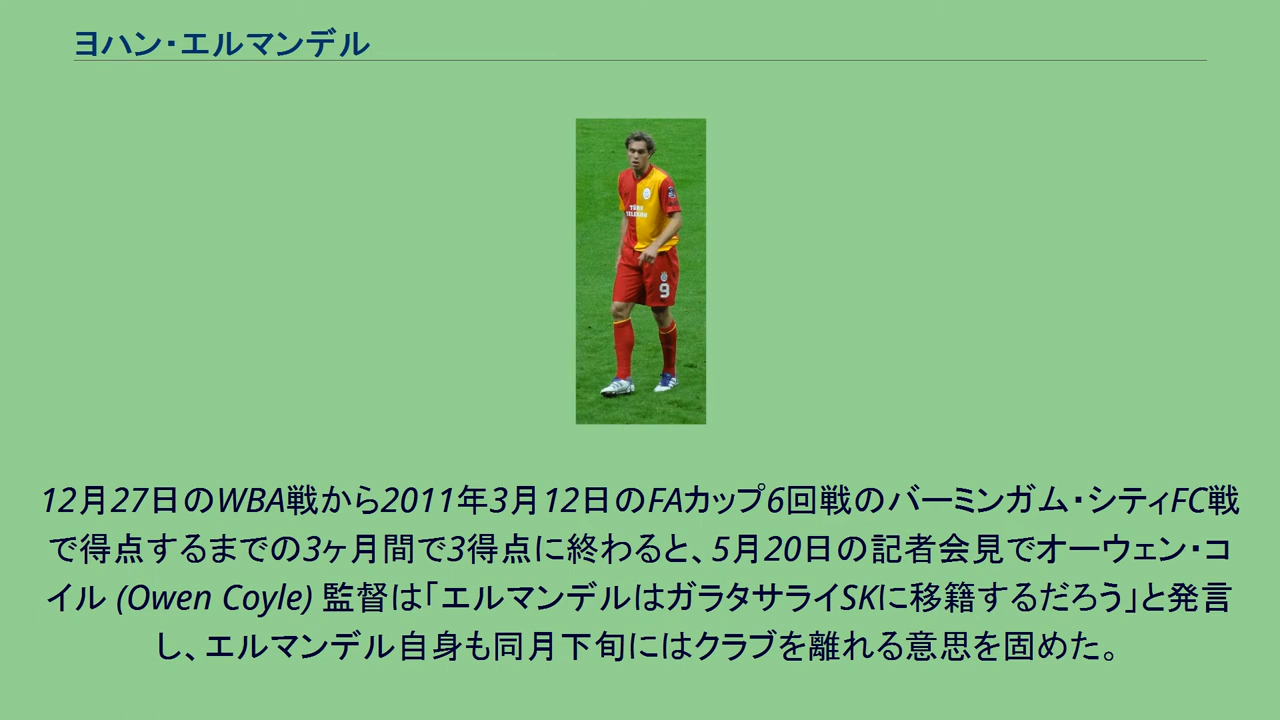 ヨハン・エルマンデル
TÜRK
TELEKOM
9
12月27日のWBA戦から2011年3月12日のFAカップ6回戦のバーミンガム・シティFC戦
で得点するまでの3ヶ月間で3得点に終わると、5月20日の記者会見でオーウェン・コ
イル (Owen Coyle) 監督は「エルマンデルはガラタサライSKに移籍するだろう」と発言
し、エルマンデル自身も同月下旬にはクラブを離れる意思を固めた。